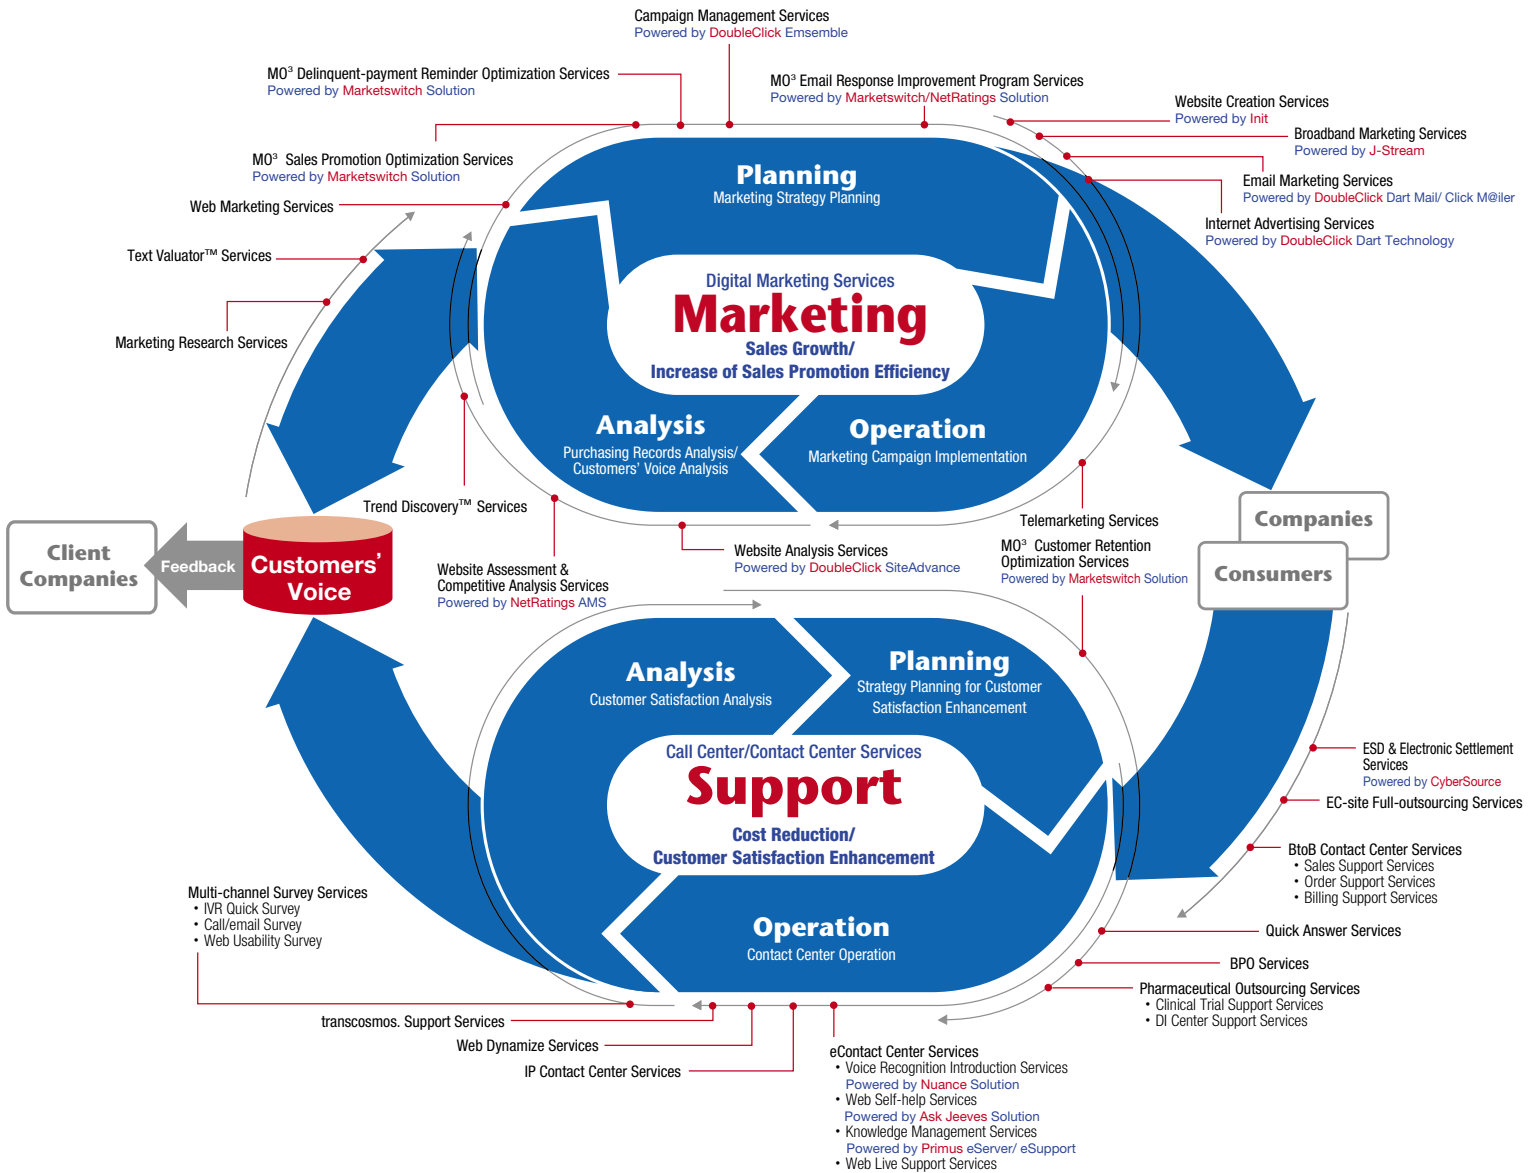 Campaign Management Services
Powered by DoubleClick Emsemble
MO³ Delinquent-payment Reminder Optimization Services
Powered by Marketswitch Solution
MO³ Email Response Improvement Program Services
Powered by Marketswitch/NetRatings Solution
Website Creation Services
Powered by Init
Broadband Marketing Services
Powered by J-Stream
MO³ Sales Promotion Optimization Services
Powered by Marketswitch Solution
Email Marketing Services
Powered by DoubleClick Dart Mail/ Click M@iler
Web Marketing Services
Internet Advertising Services
Powered by DoubleClick Dart Technology
Text Valuator™ Services
Marketing Research Services
Planning
Marketing Strategy Planning
Digital Marketing Services
Marketing
Sales Growth/
Increase of Sales Promotion Efficiency
Analysis
Purchasing Records Analysis/
Customers' Voice Analysis
Operation
Marketing Campaign Implementation
Trend Discovery™ Services
Website Assessment &
Competitive Analysis Services
Powered by NetRatings AMS
Website Analysis Services
Powered by DoubleClick SiteAdvance
Telemarketing Services
MO³ Customer Retention
Optimization Services
Powered by Marketswitch Solution
Companies
Consumers
Client
Companies
Feedback
Customers'
Voice
Analysis
Customer Satisfaction Analysis
Planning
Strategy Planning for Customer
Satisfaction Enhancement
Call Center/Contact Center Services
Support
Cost Reduction/
Customer Satisfaction Enhancement
Operation
Contact Center Operation
ESD & Electronic Settlement
Services
Powered by CyberSource
EC-site Full-outsourcing Services
BtoB Contact Center Services
• Sales Support Services
• Order Support Services
• Billing Support Services
Quick Answer Services
BPO Services
Pharmaceutical Outsourcing Services
• Clinical Trial Support Services
• DI Center Support Services
Multi-channel Survey Services
• IVR Quick Survey
• Call/email Survey
• Web Usability Survey
transcosmos. Support Services
Web Dynamize Services
IP Contact Center Services
eContact Center Services
• Voice Recognition Introduction Services
Powered by Nuance Solution
• Web Self-help Services
Powered by Ask Jeeves Solution
• Knowledge Management Services
Powered by Primus eServer/ eSupport
• Web Live Support Services